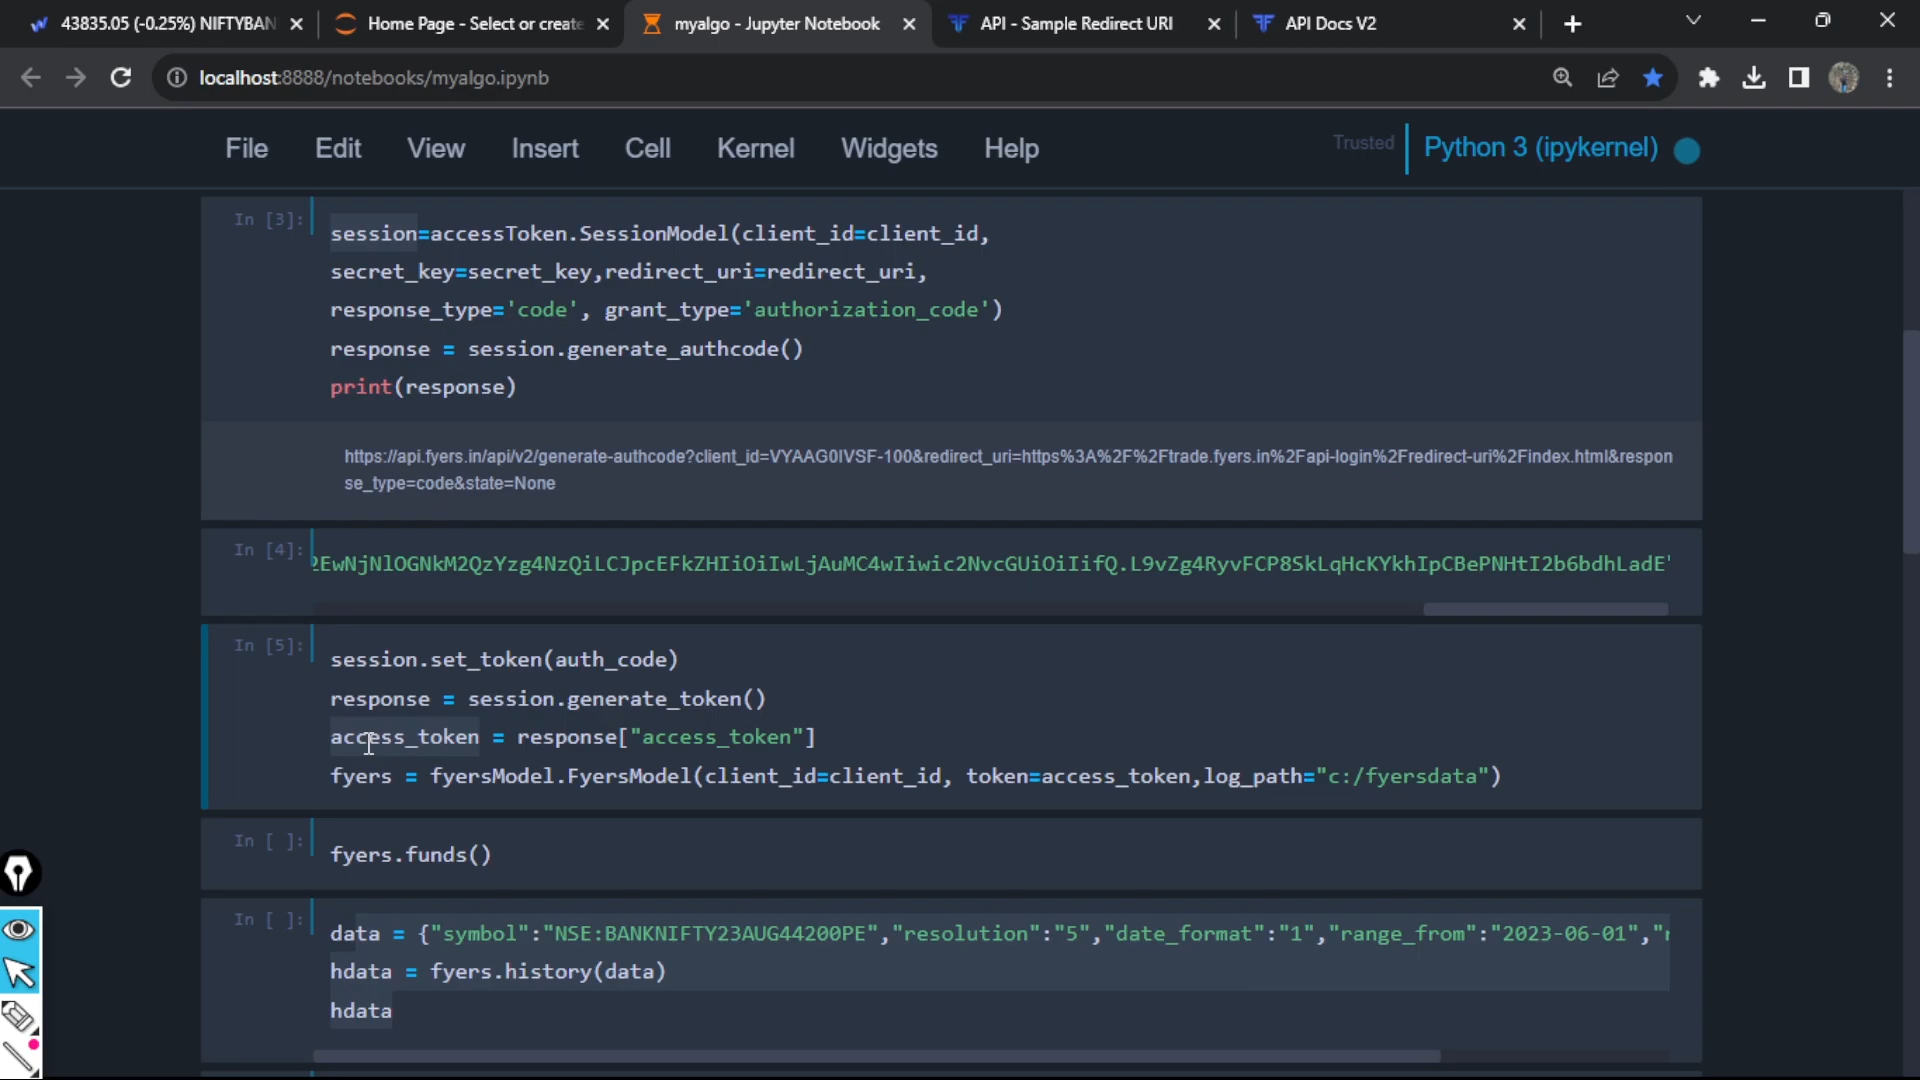 43835.05 (-0.25%) NIFTYBAN
Home Page - Select or create
myalgo - Jupyter Notebook
API - Sample Redirect URI
API Docs V2
localhost:8888/notebooks/myalgo.ipynb
File Edit View Insert Cell Kernel Widgets Help
Trusted
Python 3 (ipykernel)
In [3]:
session=accessToken.SessionModel(client_id=client_id,
secret_key=secret_key,redirect_uri=redirect_uri,
response_type='code', grant_type='authorization_code')
response = session.generate_authcode()
print(response)
https://api.fyers.in/api/v2/generate-authcode?client_id=VYAAG0IVSF-100&redirect_uri=https%3A%2F%2Ftrade.fyers.in%2Fapi-login%2Fredirect-uri%2Findex.html&respon
se_type=code&state=None
In [4]:
2EwNjNlOGNkM2QzYzg4NzQiLCJpcEFkZHIiOiIwLjAuMC4wIiwic2NvcGUiOiIifQ.L9vZg4RyvFCP8SkLqHcKYkhIpCBePNHtI2b6bdhLadE'
In [5]:
session.set_token(auth_code)
response = session.generate_token()
access_token = response["access_token"]
fyers = fyersModel.FyersModel(client_id=client_id, token=access_token,log_path="c:/fyersdata")
In [ ]:
fyers.funds()
In [ ]:
data = {"symbol":"NSE:BANKNIFTY23AUG44200PE","resolution":"5","date_format":"1","range_from":"2023-06-01","r
hdata = fyers.history(data)
hdata